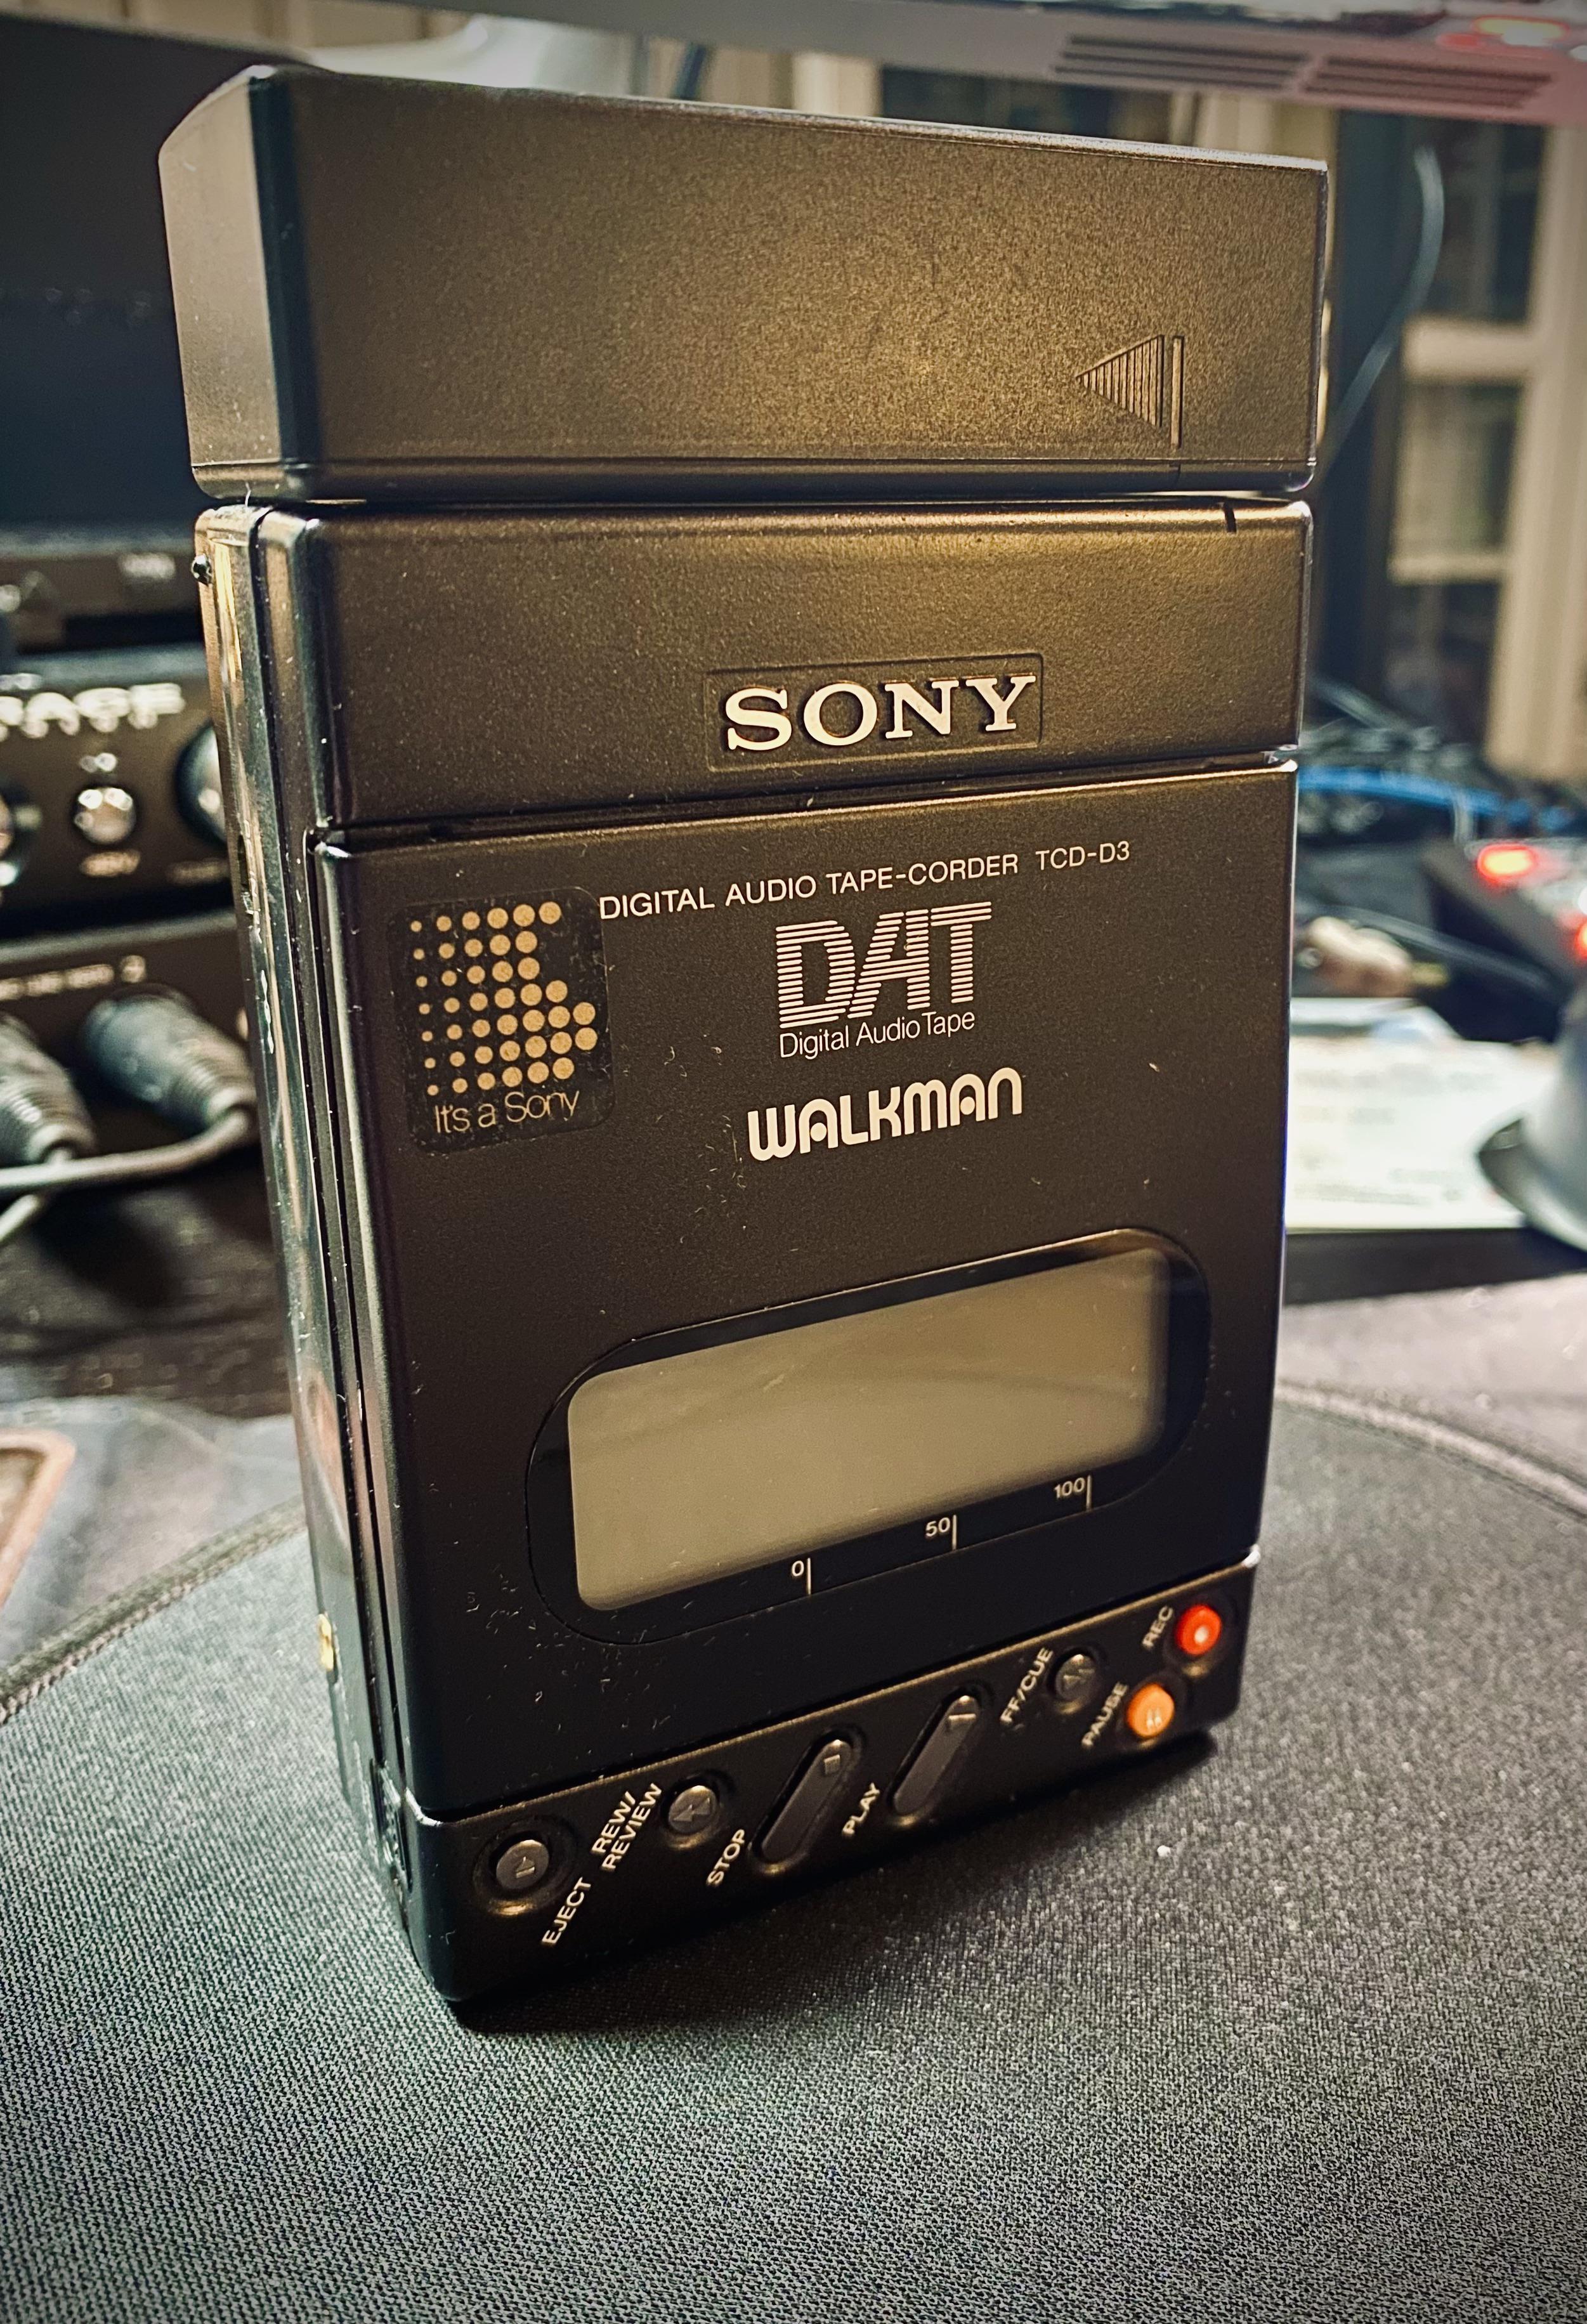 SONY
DIGITAL AUDIO TAPE-CORDER TCD-D3
DAT
Digital Audio Tape
It's a Sony
WALKMAN
0 50 100
REC
PAUSE
FF/CUE
PLAY
STOP
REW/
REVIEW
EJECT